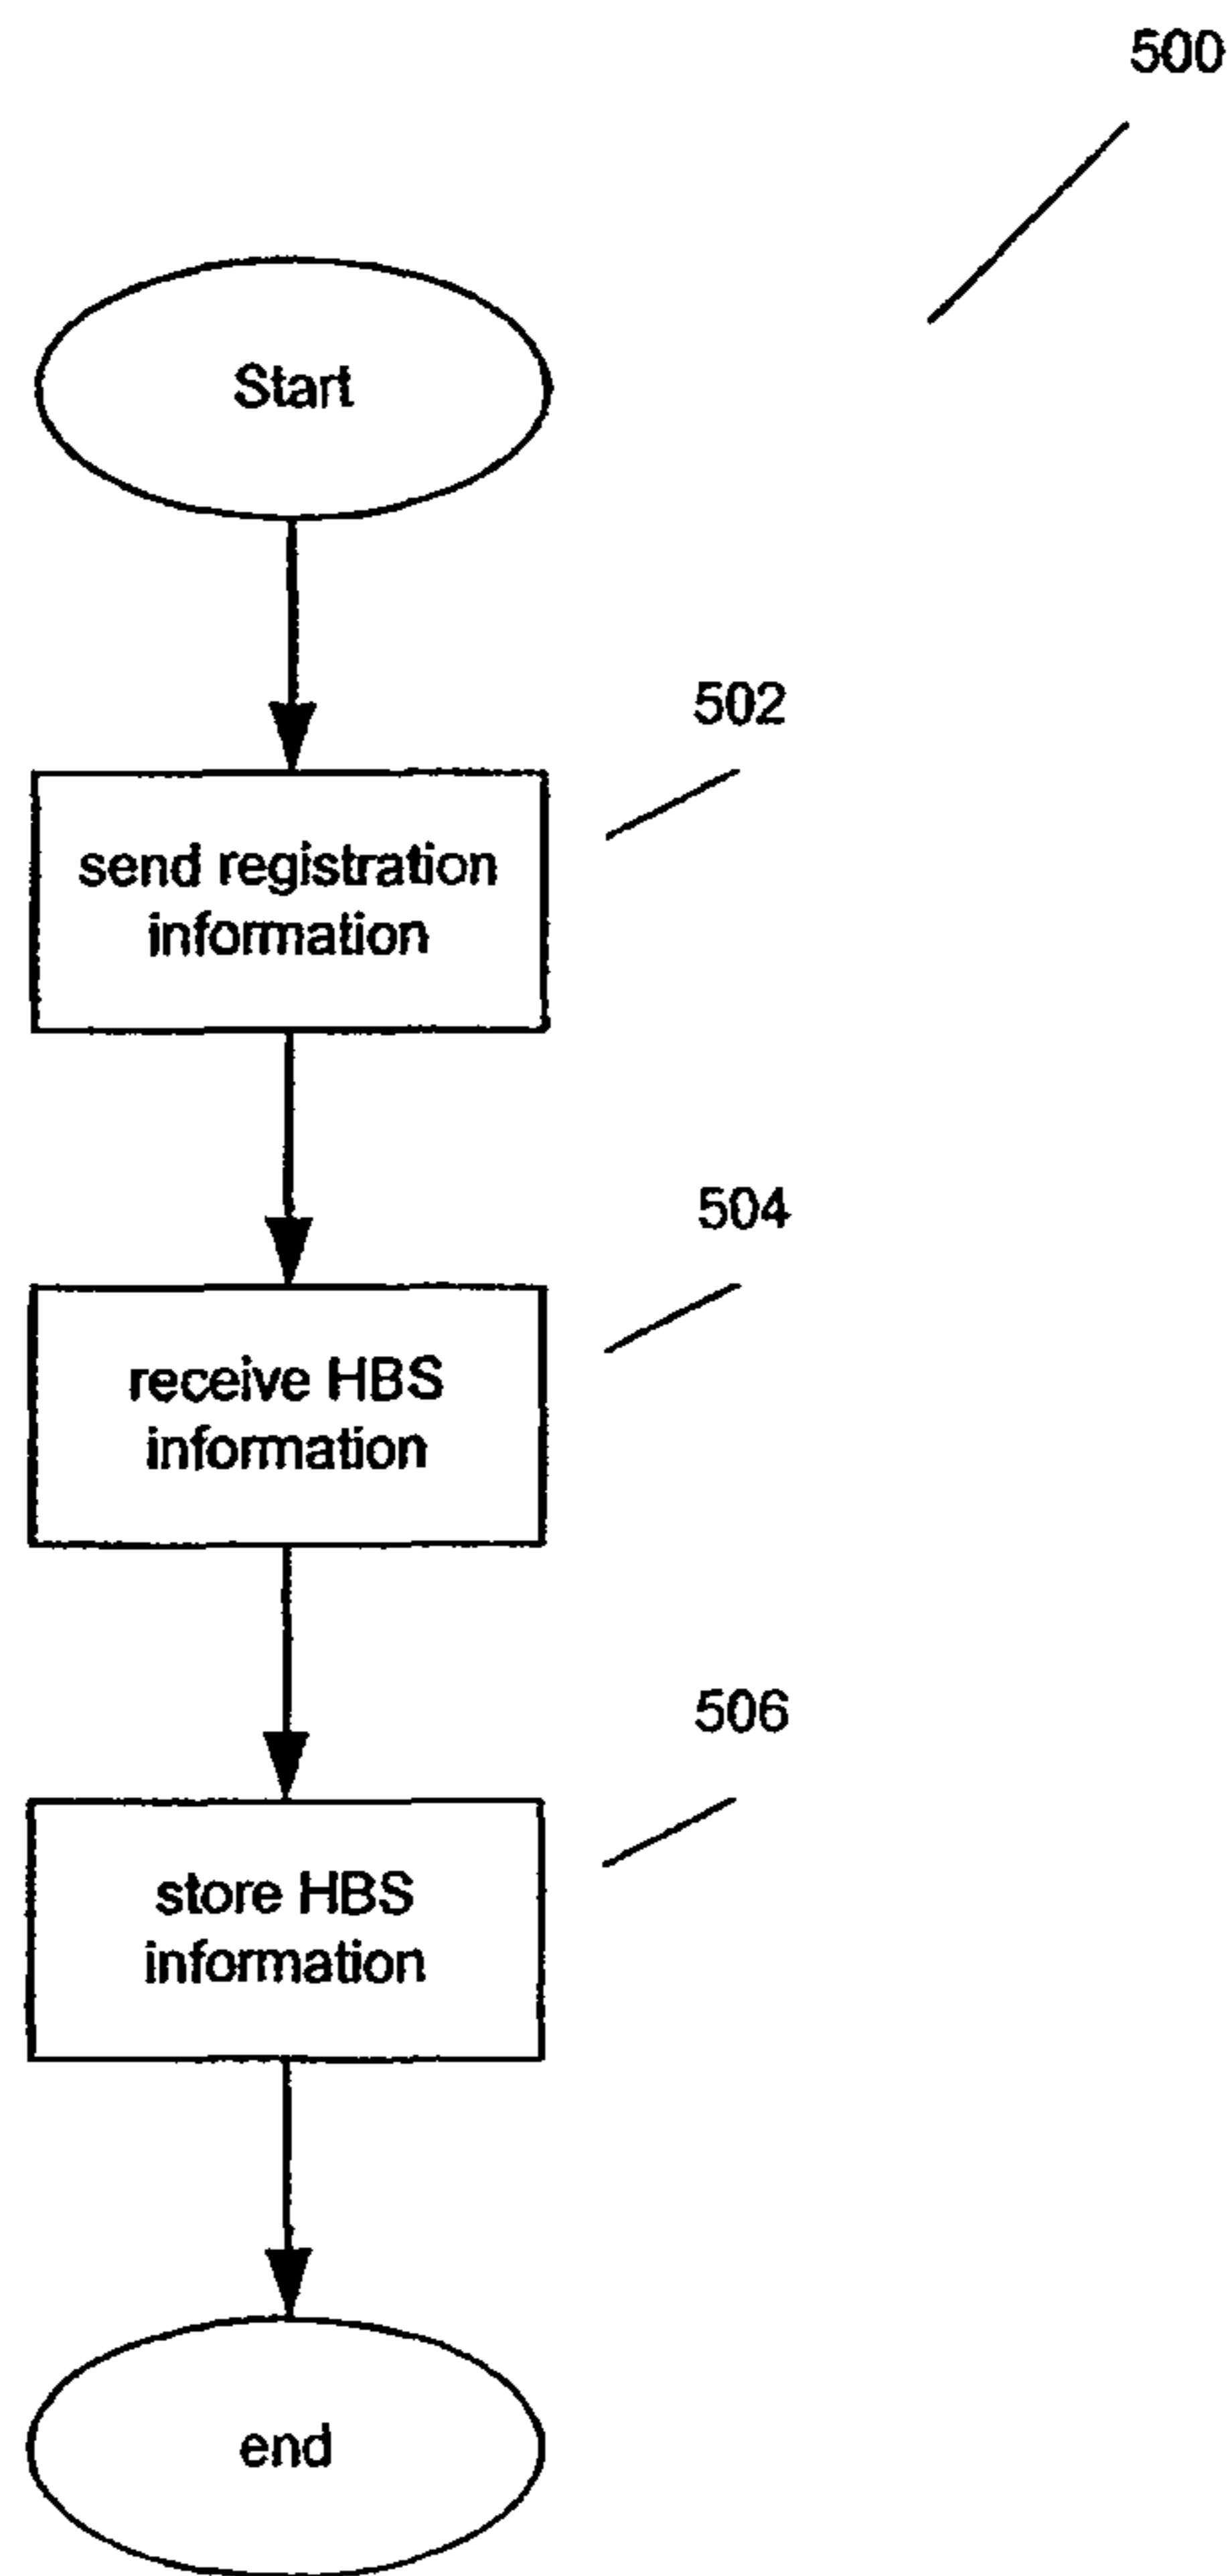 500
Start
502
send registration
information
504
receive HBS
information
506
store HBS
information
end